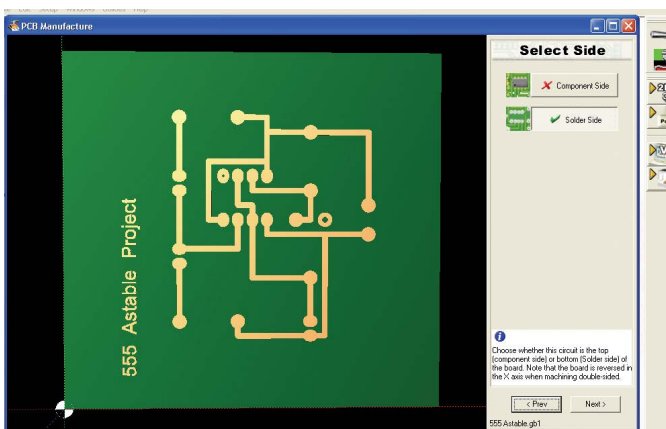 PCB Manufacture
Select Side
Component Side
Solder Side
555 Astable Project
Choose whether this circuit is the top
(component side) or bottom (Solder side) of
the board. Note that the board is reversed in
the X axis when machining double-sided.
< Prev
Next >
555 Astable.gb1